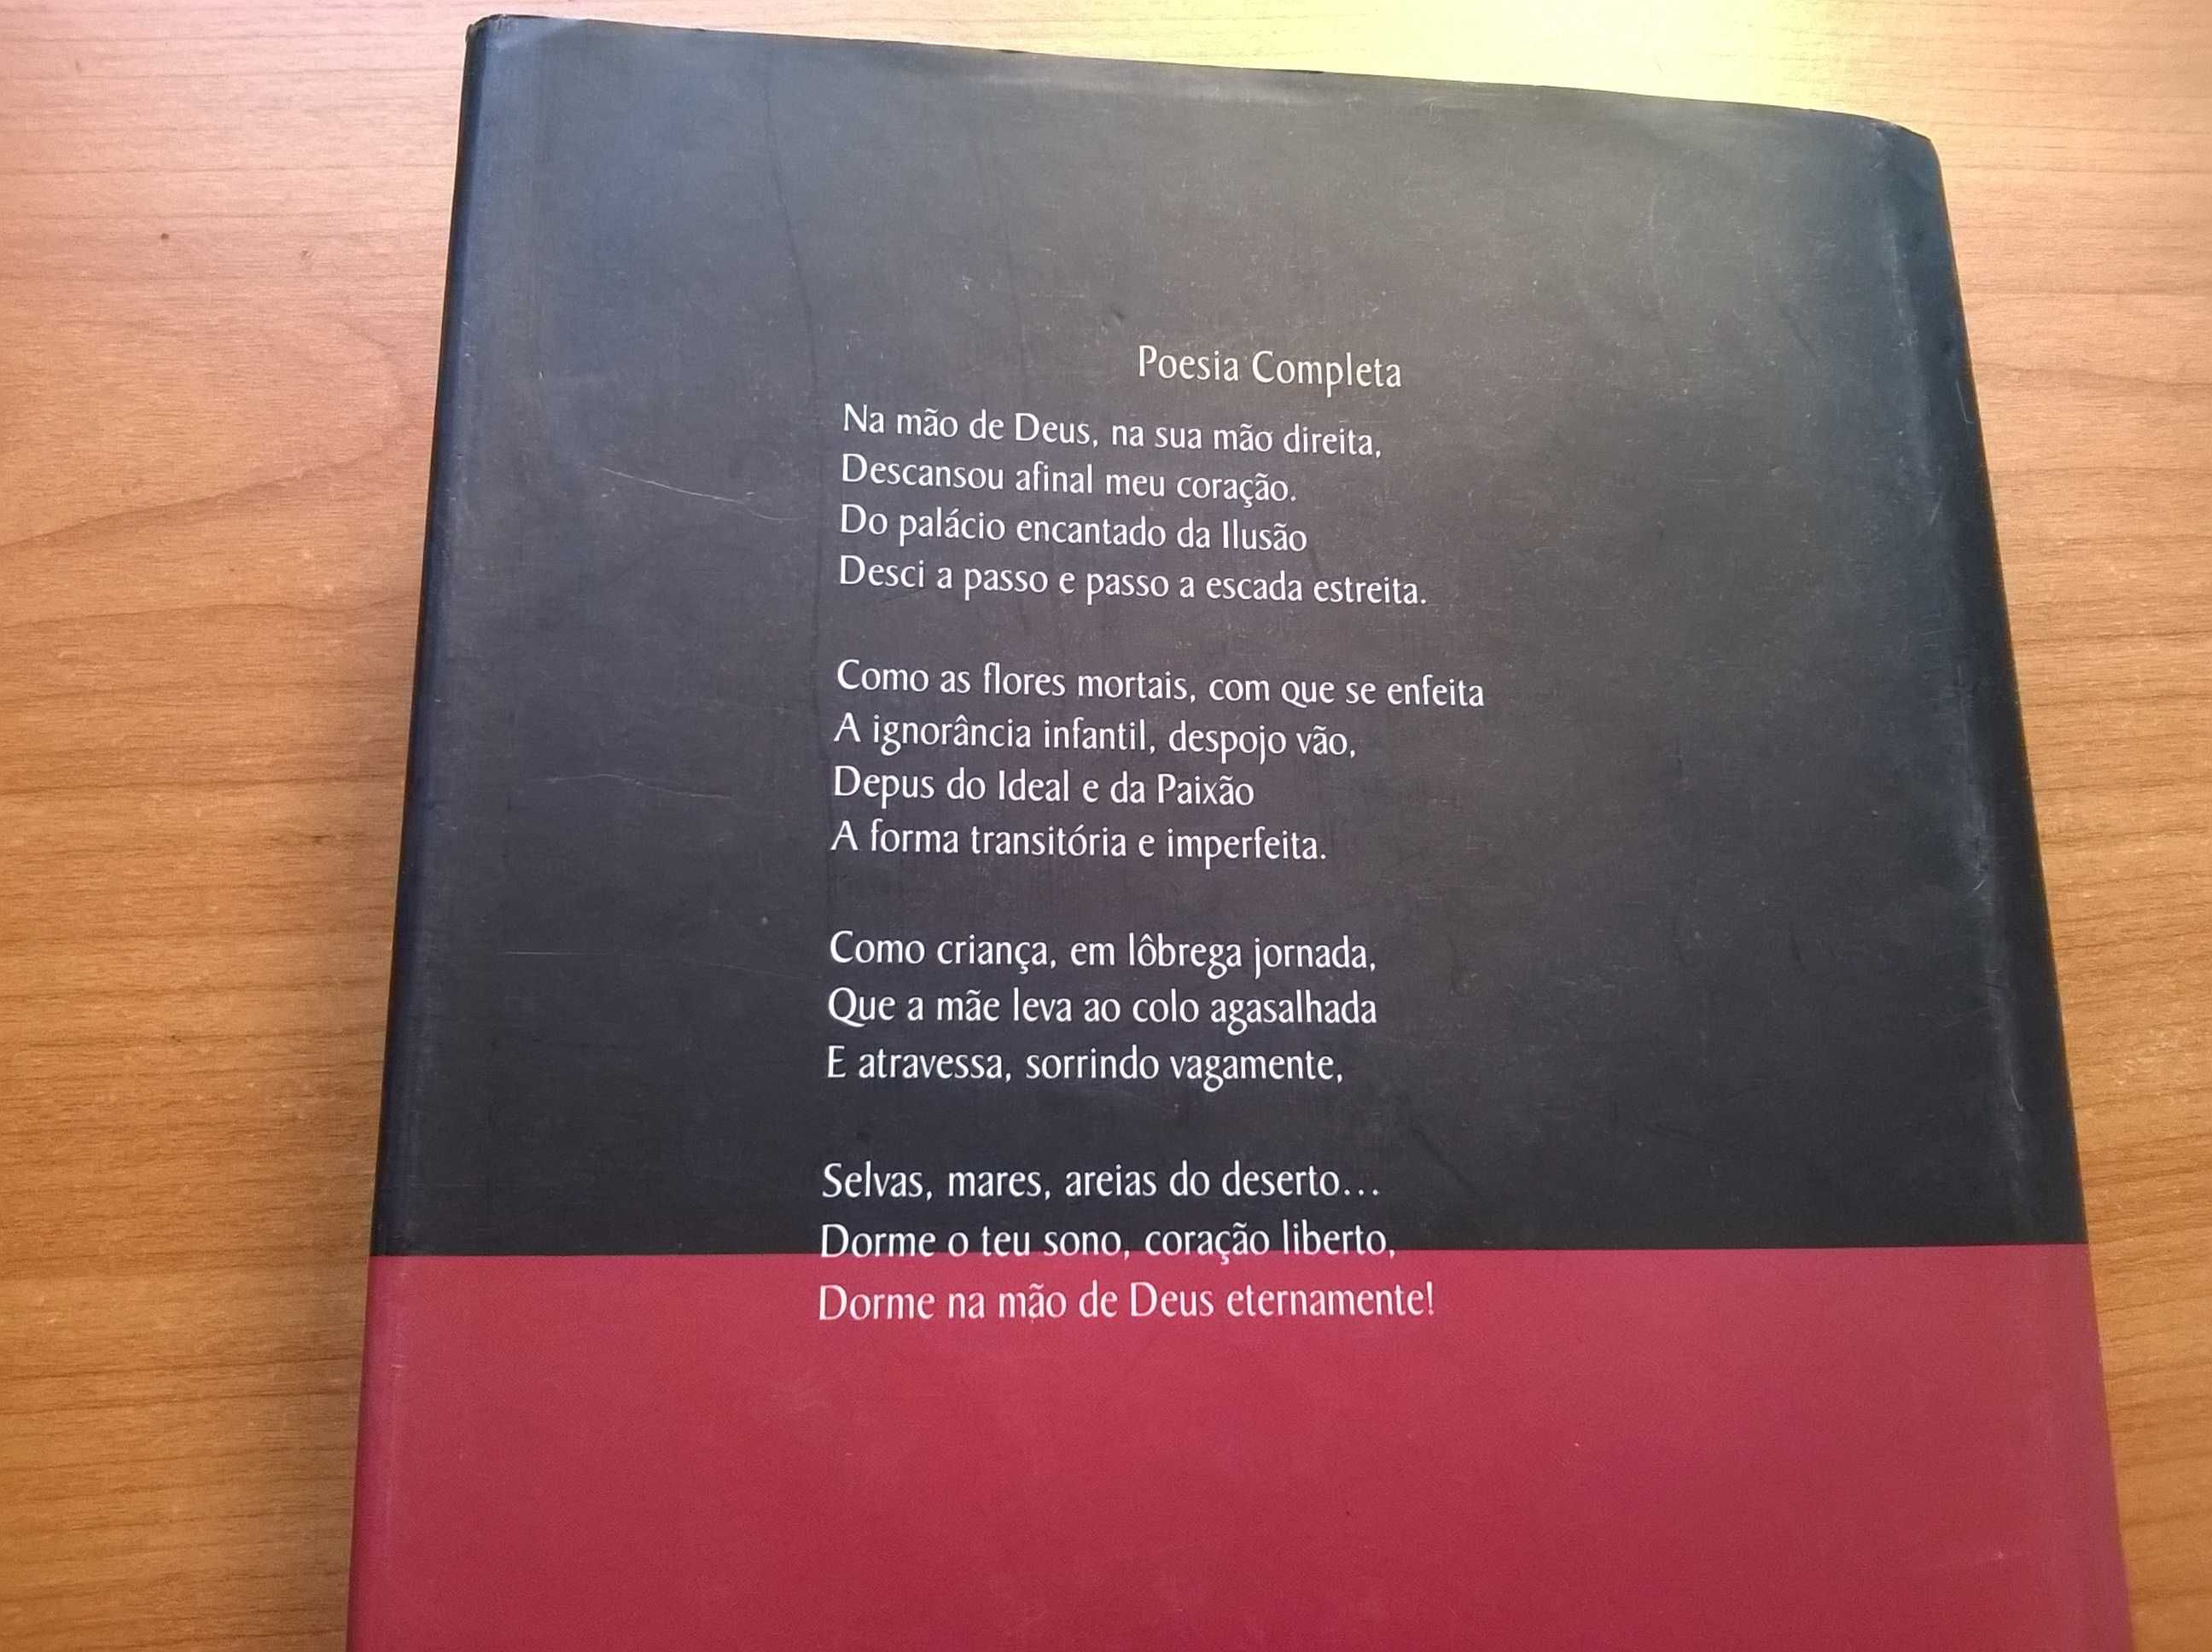 Poesia Completa
Na mão de Deus, na sua mão direita,
Descansou afinal meu coração.
Do palácio encantado da Ilusão
Desci a passo e passo a escada estreita.
Como as flores mortais, com que se enfeita
A ignorância infantil, despojo vão,
Depus do Ideal e da Paixão
A forma transitória e imperfeita.
Como criança, em lôbrega jornada,
Que a mãe leva ao colo agasalhada
E atravessa, sorrindo vagamente,
Selvas, mares, areias do deserto...
Dorme o teu sono, coração liberto,
Dorme na mão de Deus eternamente!